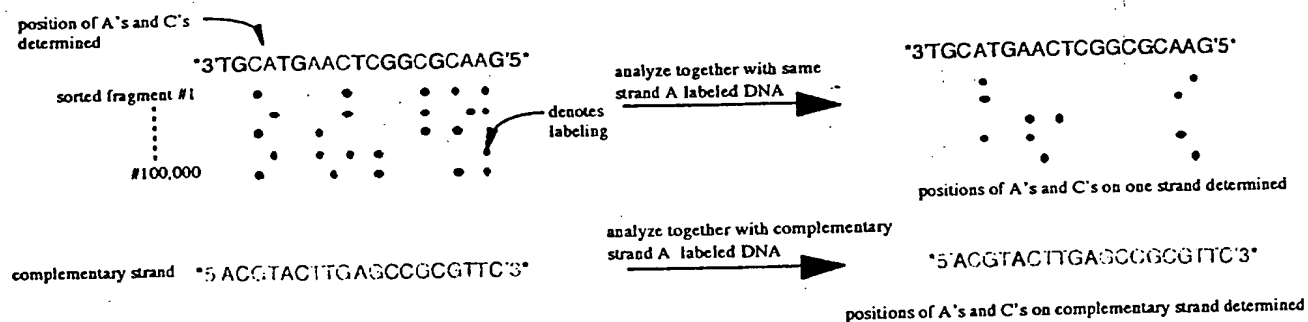 position of A's and C's
determined
"3'TGCATGAACTCGGCGCAAG'5"
sorted fragment #1
#100,000
denotes
labeling
analyze together with same
strand A labeled DNA
"3'TGCATGAACTCGGCGCAAG'5"
positions of A's and C's on one strand determined
complementary strand
"5'ACGTACTTGAGCCGCGTTC'3"
analyze together with complementary
strand A labeled DNA
"5'ACGTACTTGAGCCGCGTTC'3"
positions of A's and C's on complementary strand determined